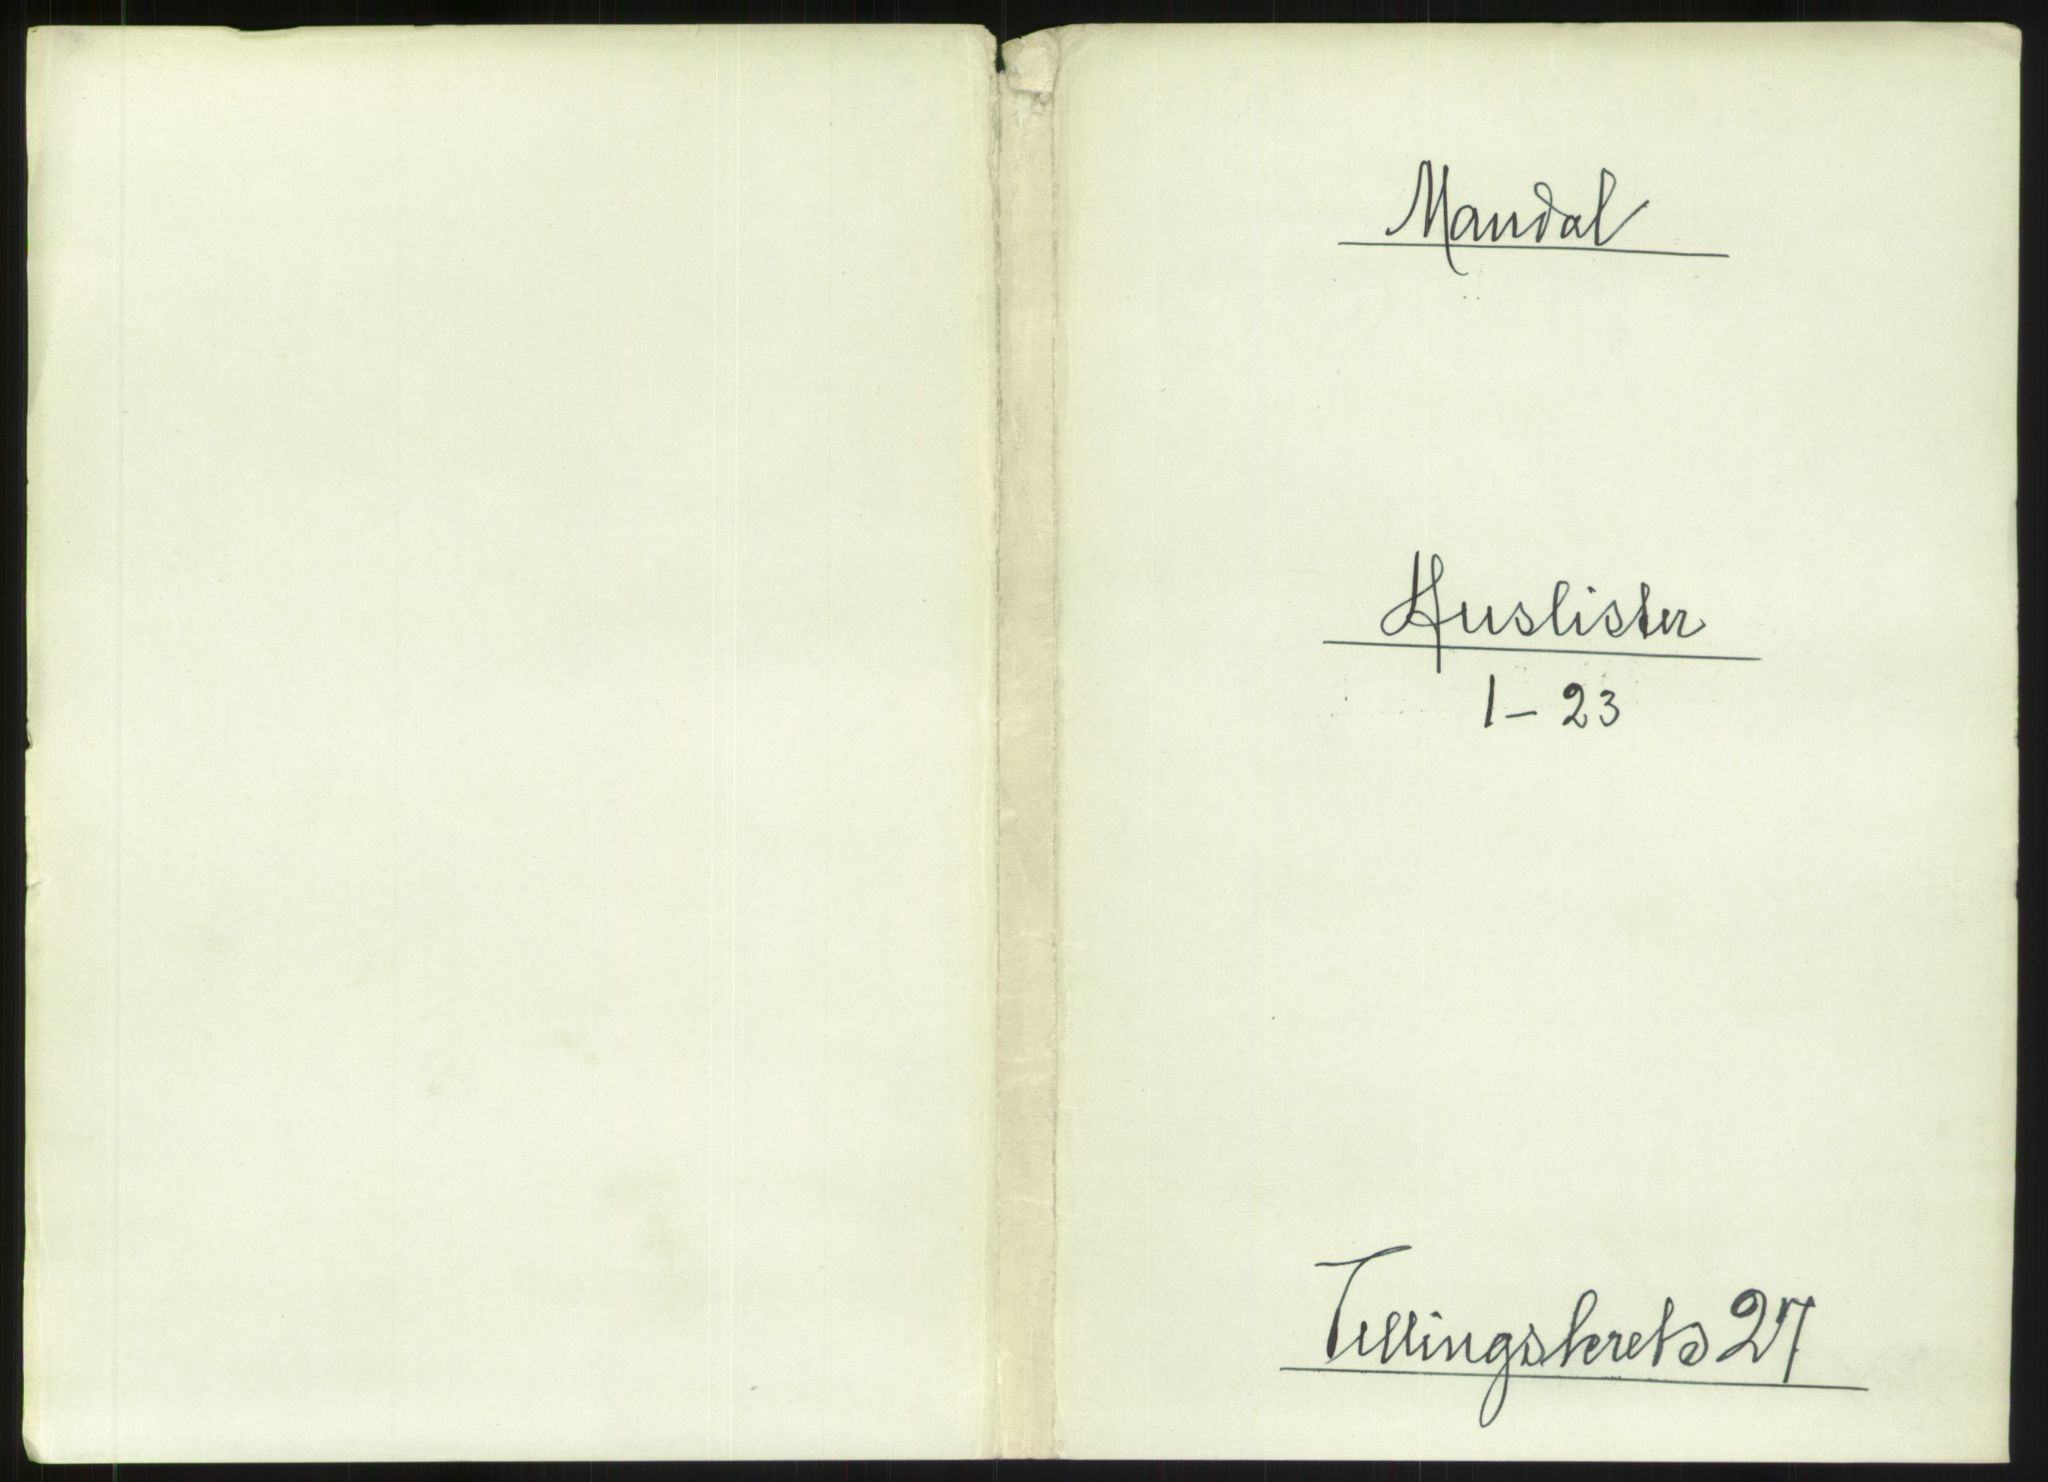 Mandal
Huslister
1-23
Tellingskrets 27